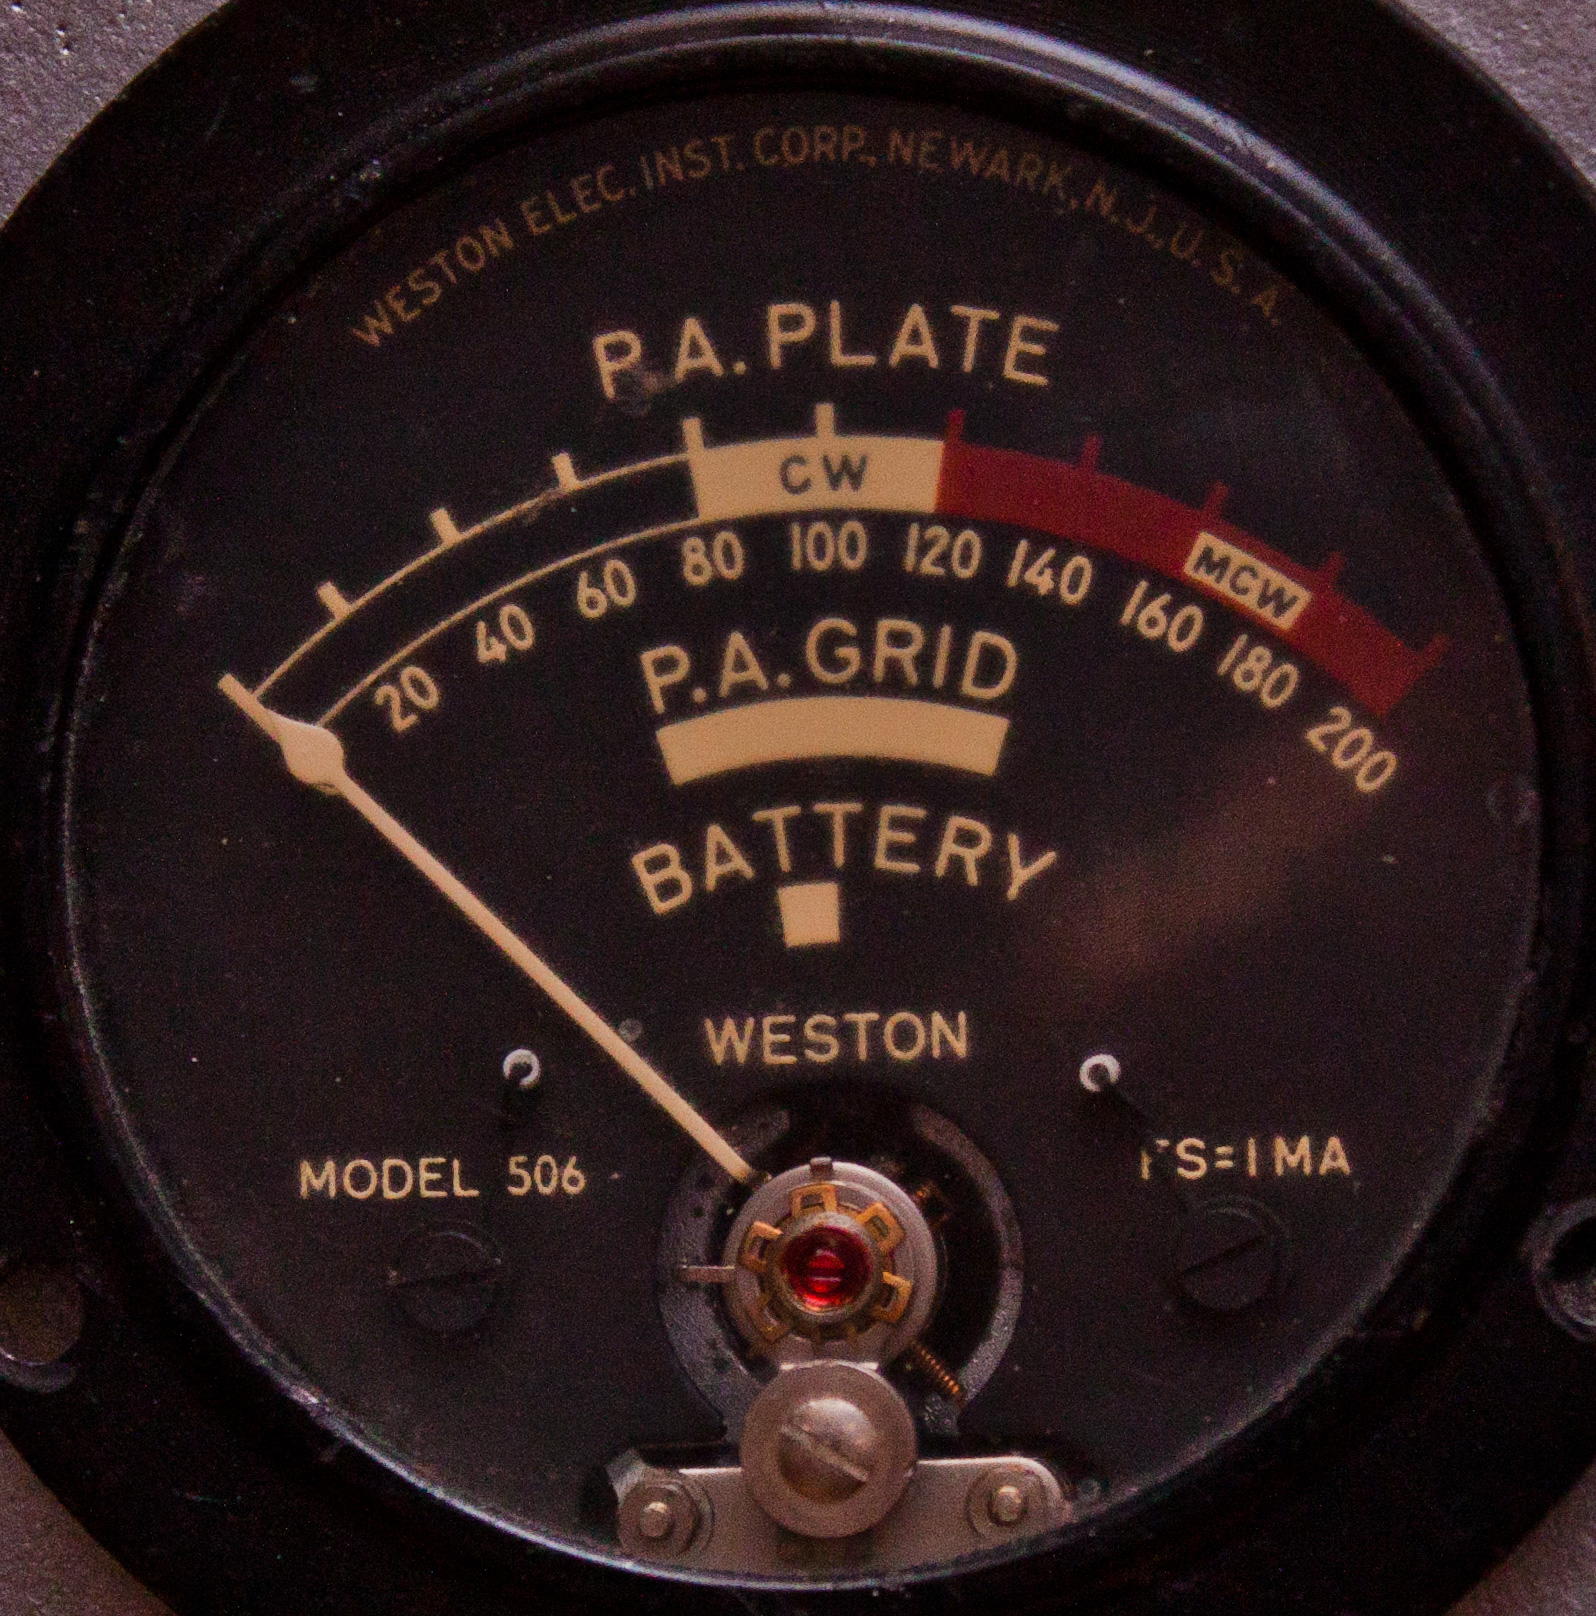 WESTON ELEC. INST. CORP., NEWARK, N.J., U.S.A.
P.A. PLATE
CW
MCW
20 40 60 80 100 120 140 160 180 200
P.A. GRID
BATTERY
WESTON
MODEL 506
FS=1MA